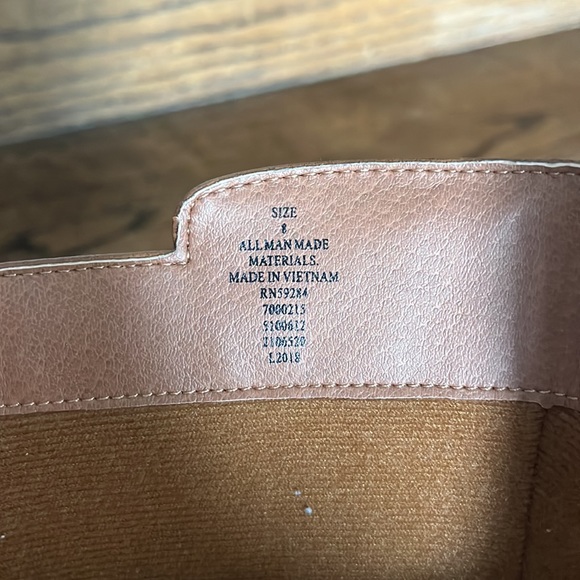 SIZE
8
ALL MAN MADE
MATERIALS.
MADE IN VIETNAM
RN59284
7000215
5100612
2106520
L2018